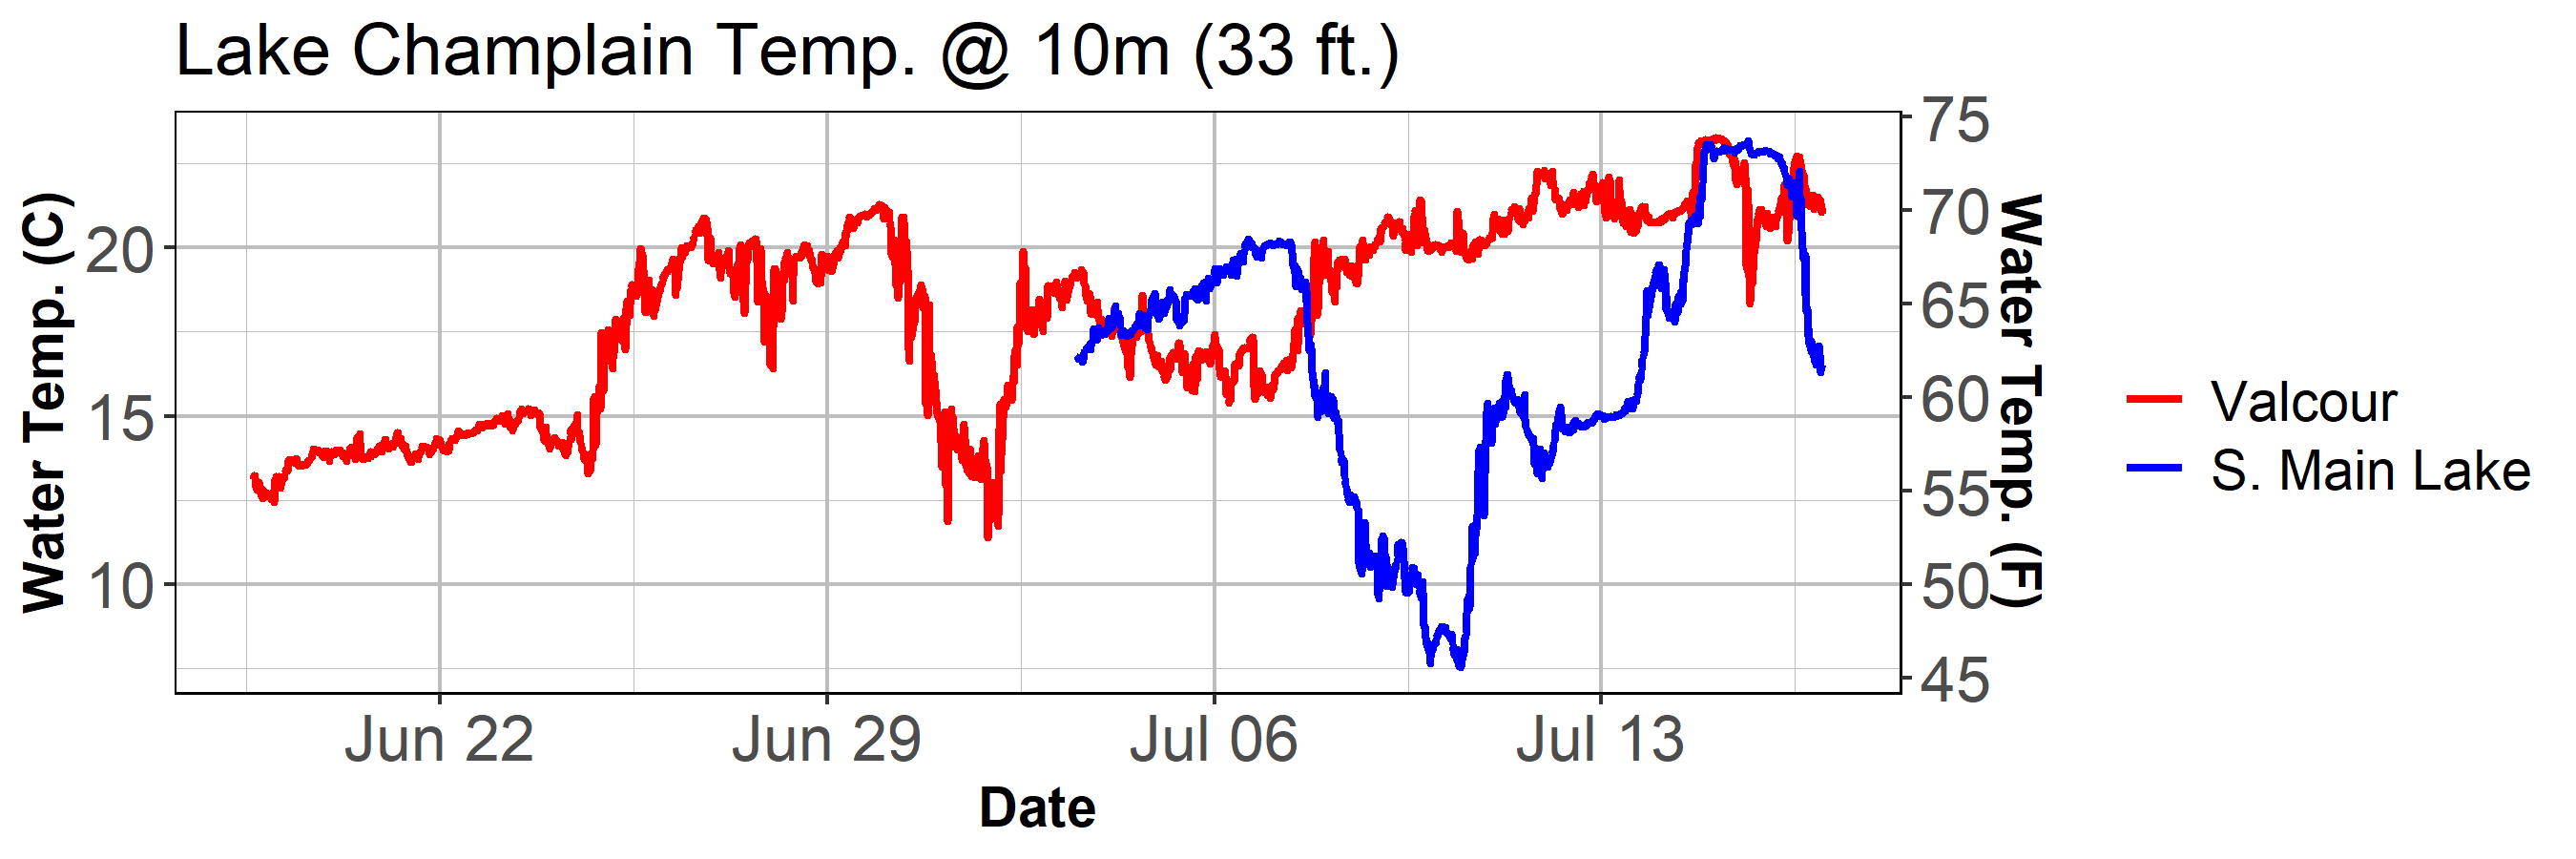 Lake Champlain Temp. @ 10m (33 ft.)
Water Temp. (C)
20
15
10
75
70
65
60
55
50
45
Water Temp. (F)
Jun 22
Jun 29
Jul 06
Jul 13
Date
Valcour
S. Main Lake